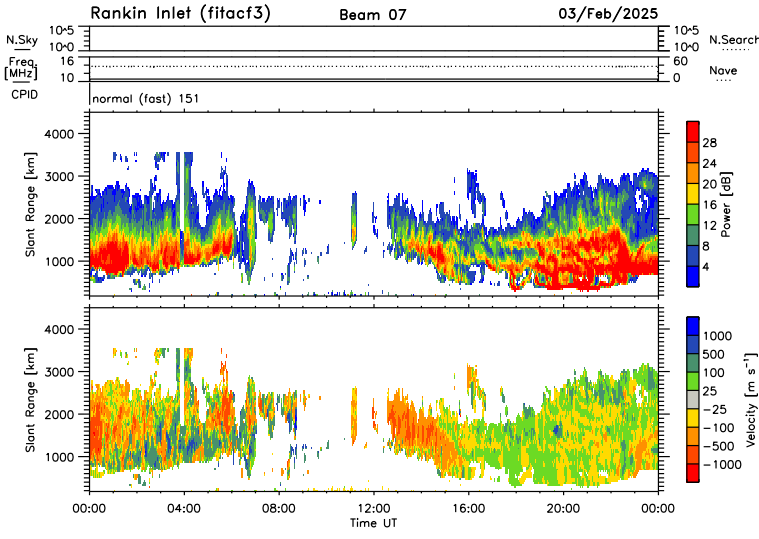 Rankin Inlet (fitacf3) Beam 07 03/Feb/2025
N.Sky 10^5 10^0 10^5 10^0 N.Search
Freq. [MHz] 16 10 60 0 Nave
CPID normal (fast) 151
Slant Range [km] 4000 3000 2000 1000
28 24 20 16 12 8 4 Power [dB]
Slant Range [km] 4000 3000 2000 1000
1000 500 100 25 −25 −100 −500 −1000 Velocity [m s⁻¹]
00:00 04:00 08:00 12:00 16:00 20:00 00:00
Time UT